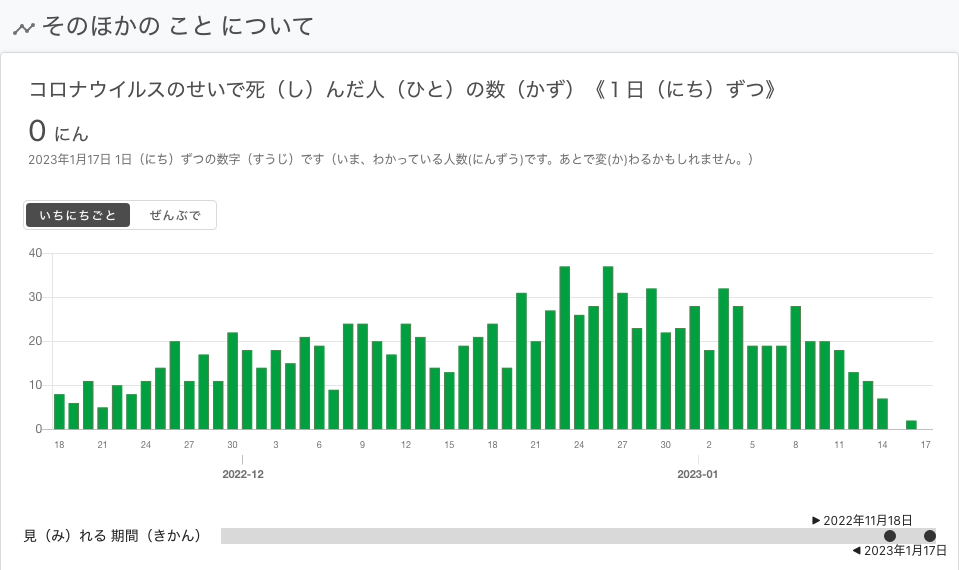 そのほかの こと について
コロナウイルスのせいで死（し）んだ人（ひと）の数（かず）《１日（にち）ずつ》
0 にん
2023年1月17日 1日（にち）ずつの数字（すうじ）です（いま、わかっている人数(にんずう)です。あとで変(か)わるかもしれません。）
いちにちごと ぜんぶで
40
30
20
10
0
18 21 24 27 30 3 6 9 12 15 18 21 24 27 30 2 5 8 11 14 17
2022-12 2023-01
▶ 2022年11月18日
見（み）れる 期間（きかん）
◀ 2023年1月17日